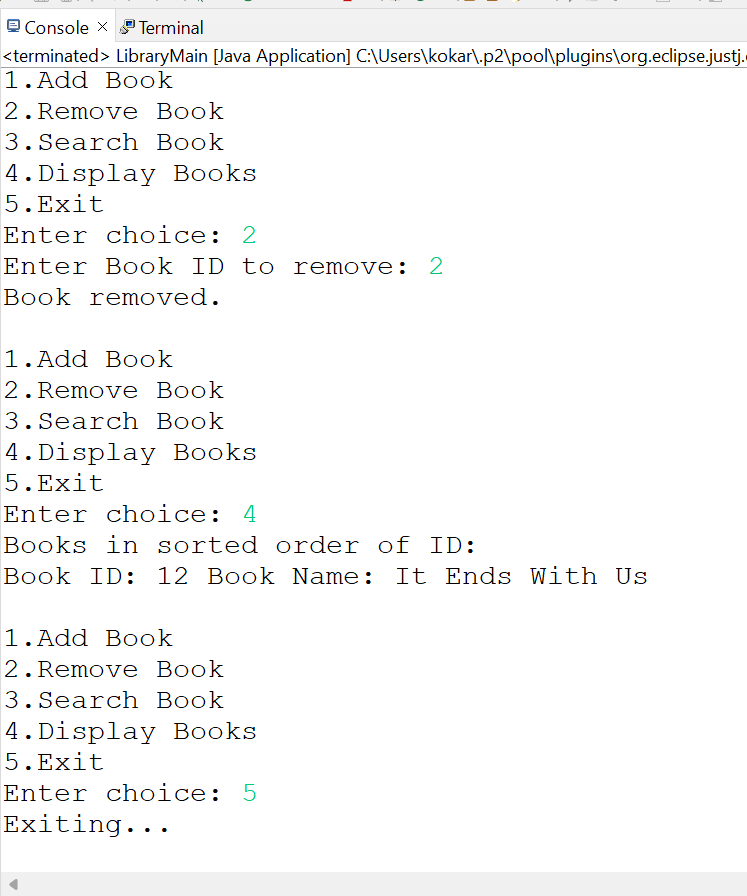 Console Terminal
<terminated> LibraryMain [Java Application] C:\Users\kokar\.p2\pool\plugins\org.eclipse.justj.
1.Add Book
2.Remove Book
3.Search Book
4.Display Books
5.Exit
Enter choice: 2
Enter Book ID to remove: 2
Book removed.
1.Add Book
2.Remove Book
3.Search Book
4.Display Books
5.Exit
Enter choice: 4
Books in sorted order of ID:
Book ID: 12 Book Name: It Ends With Us
1.Add Book
2.Remove Book
3.Search Book
4.Display Books
5.Exit
Enter choice: 5
Exiting...